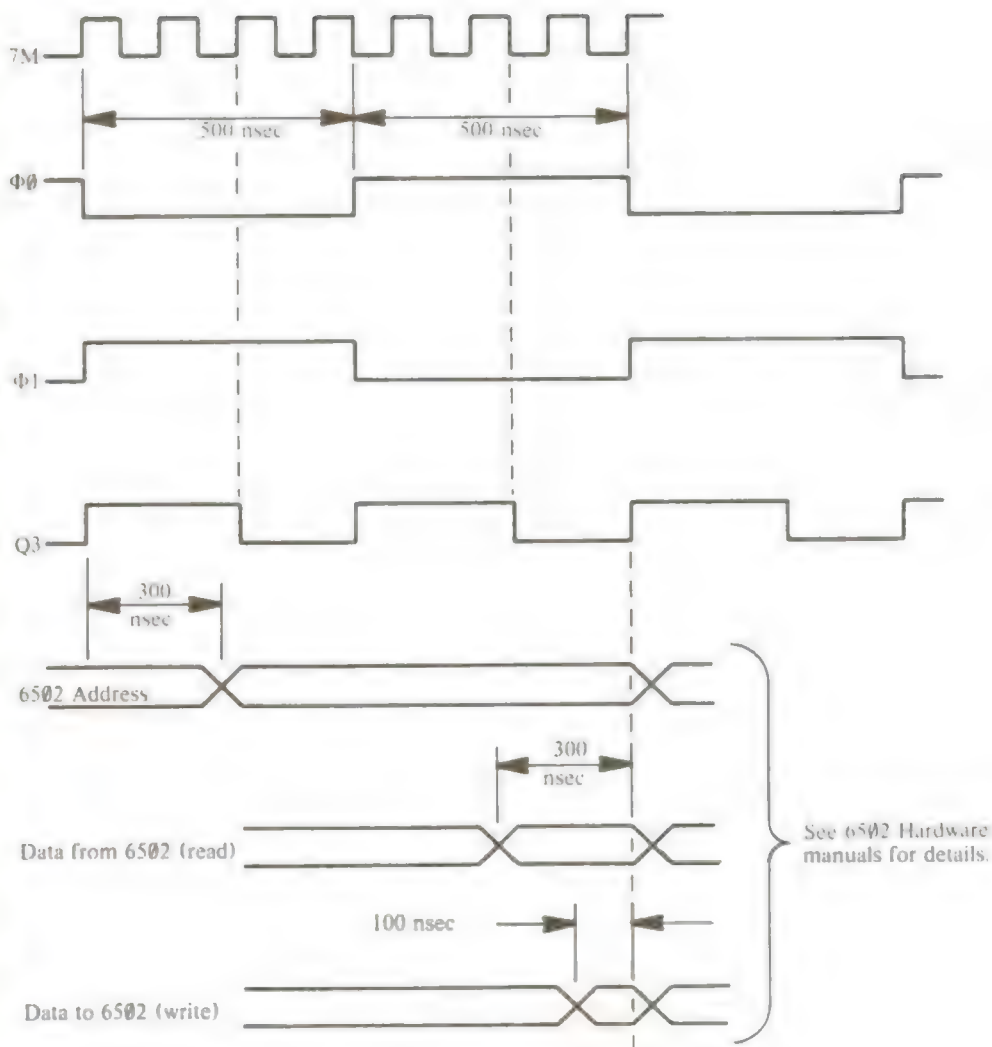 7M
500 nsec
500 nsec
Φ0
Φ1
Q3
300
nsec
6502 Address
300
nsec
Data from 6502 (read)
See 6502 Hardware
manuals for details.
100 nsec
Data to 6502 (write)